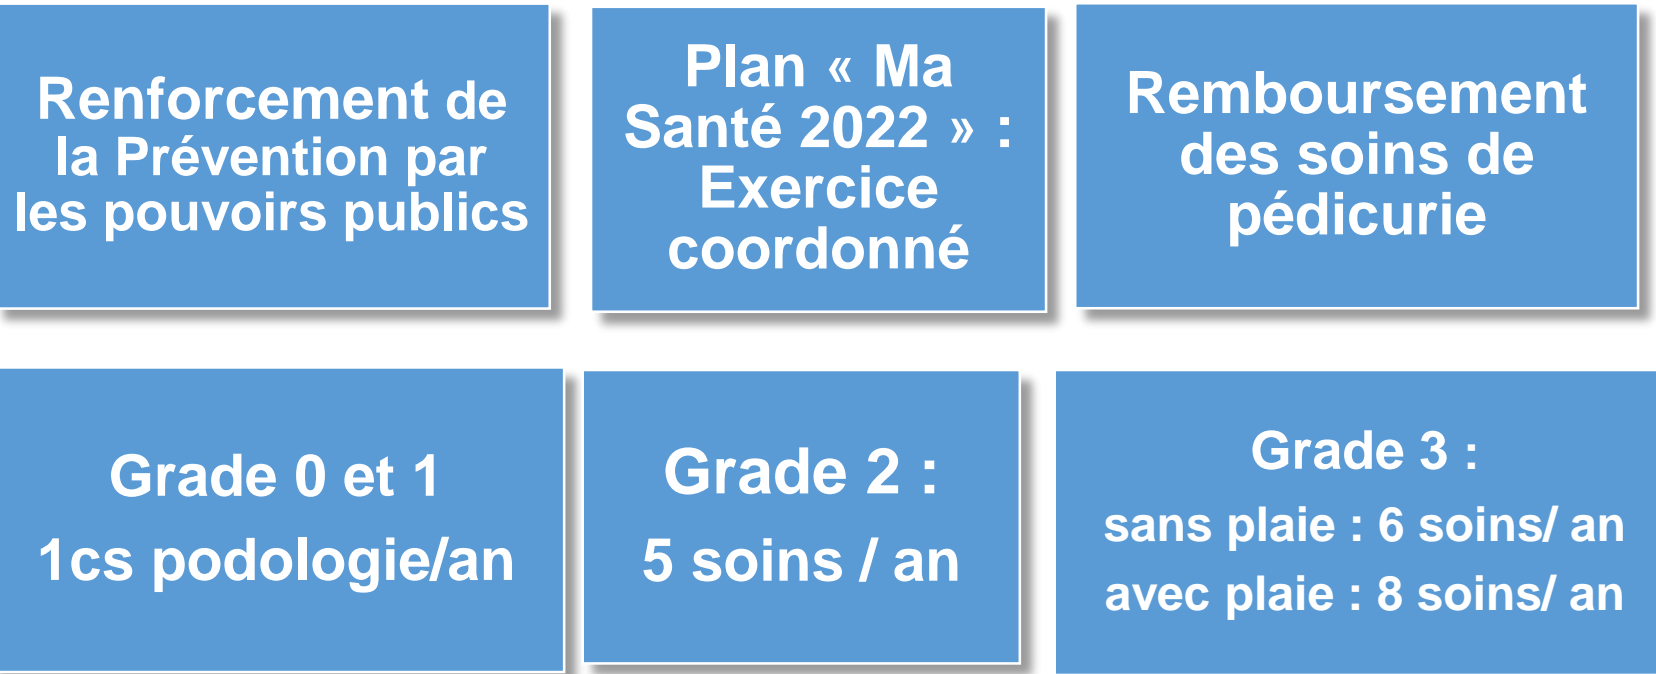 Renforcement de
la Prévention par
les pouvoirs publics
Plan « Ma
Santé 2022 » :
Exercice
coordonné
Remboursement
des soins de
pédicurie
Grade 0 et 1
1cs podologie/an
Grade 2 :
5 soins / an
Grade 3 :
sans plaie : 6 soins/ an
avec plaie : 8 soins/ an